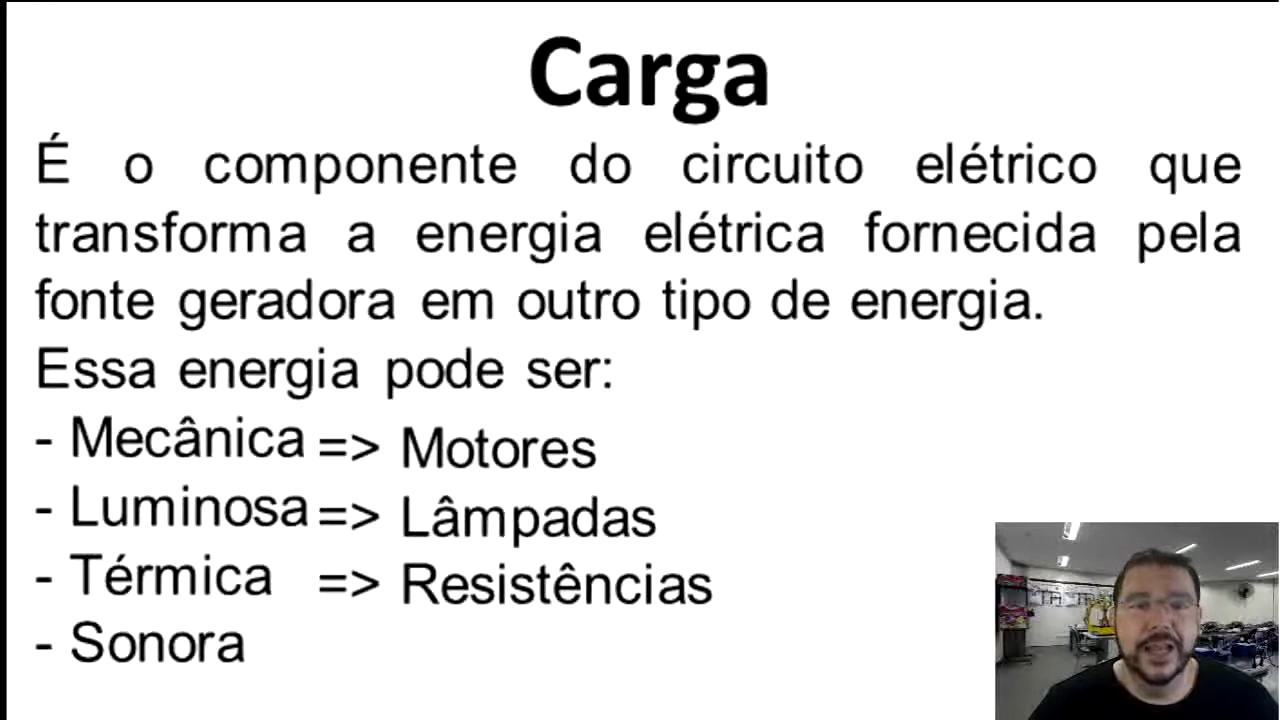 Carga
É o componente do circuito elétrico que
transforma a energia elétrica fornecida pela
fonte geradora em outro tipo de energia.
Essa energia pode ser:
- Mecânica => Motores
- Luminosa => Lâmpadas
- Térmica => Resistências
- Sonora